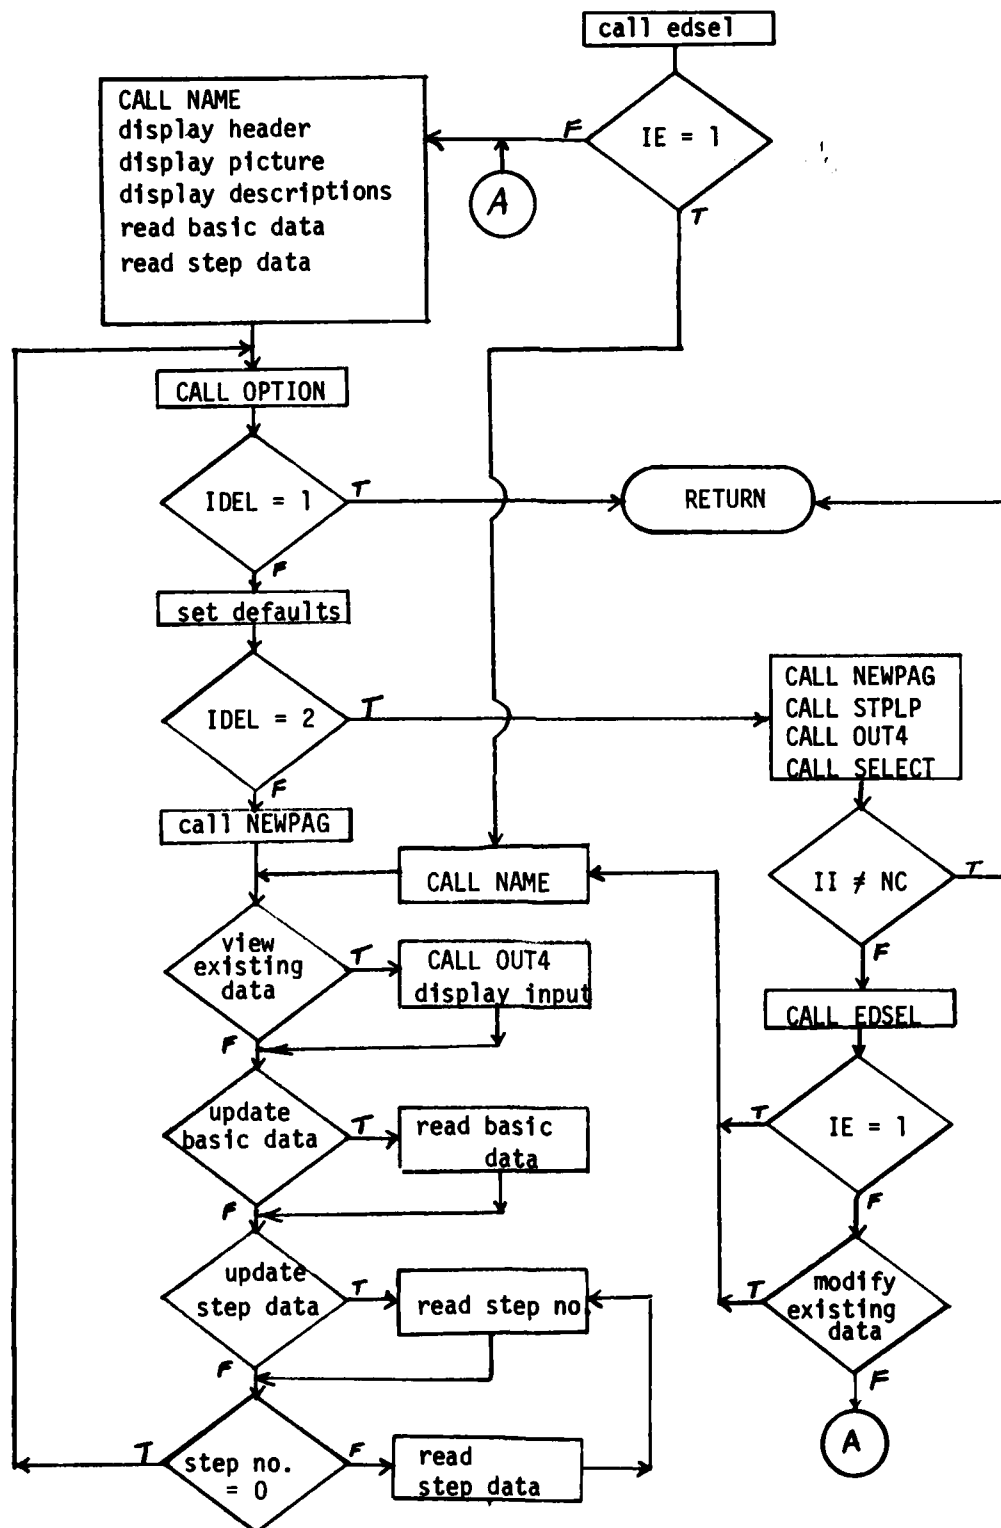 call edsel
IE = 1
F
T
A
CALL NAME
display header
display picture
display descriptions
read basic data
read step data
CALL OPTION
IDEL = 1
T
F
RETURN
set defaults
IDEL = 2
T
F
CALL NEWPAG
CALL STPLP
CALL OUT4
CALL SELECT
call NEWPAG
CALL NAME
II ≠ NC
T
F
view
existing
data
T
F
CALL OUT4
display input
CALL EDSEL
update
basic data
T
F
read basic
data
IE = 1
T
F
update
step data
T
F
read step no.
modify
existing
data
T
F
step no.
= 0
T
F
read
step data
A